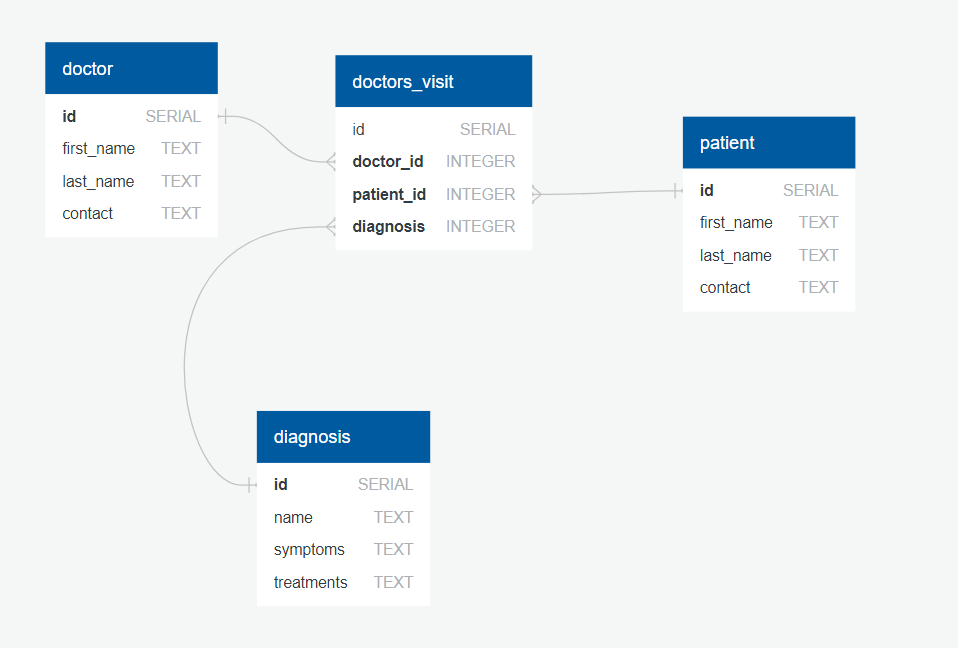 doctor
id SERIAL
first_name TEXT
last_name TEXT
contact TEXT
doctors_visit
id SERIAL
doctor_id INTEGER
patient_id INTEGER
diagnosis INTEGER
patient
id SERIAL
first_name TEXT
last_name TEXT
contact TEXT
diagnosis
id SERIAL
name TEXT
symptoms TEXT
treatments TEXT